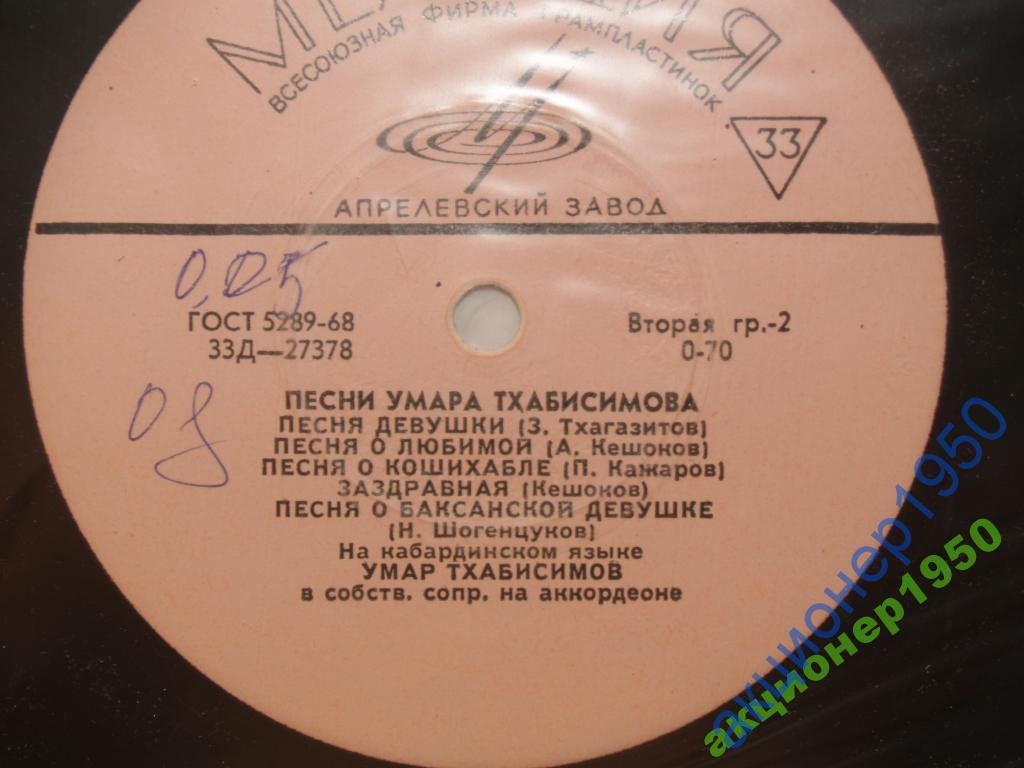 МЕЛОДИЯ
ВСЕСОЮЗНАЯ ФИРМА ГРАМПЛАСТИНОК
33
АПРЕЛЕВСКИЙ ЗАВОД
ГОСТ 5289-68
33Д—27378
Вторая гр.-2
0-70
ПЕСНИ УМАРА ТХАБИСИМОВА
ПЕСНЯ ДЕВУШКИ (З. Тхагазитов)
ПЕСНЯ О ЛЮБИМОЙ (А. Кешоков)
ПЕСНЯ О КОШИХАБЛЕ (П. Кажаров)
ЗАЗДРАВНАЯ (Кешоков)
ПЕСНЯ О БАКСАНСКОЙ ДЕВУШКЕ
(Н. Шогенцуков)
На кабардинском языке
УМАР ТХАБИСИМОВ
в собств. сопр. на аккордеоне
акционер1950
акционер1950